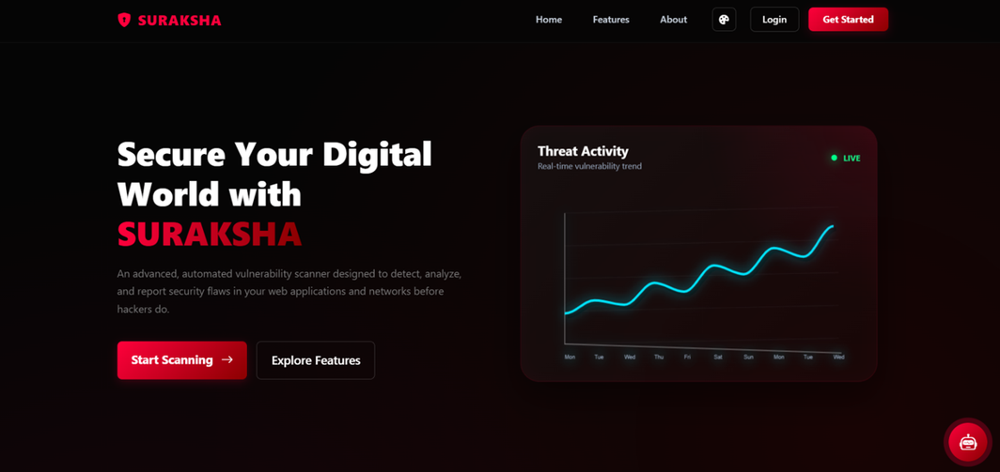 SURAKSHA
Home
Features
About
Login
Get Started
Secure Your Digital
World with
SURAKSHA
An advanced, automated vulnerability scanner designed to detect, analyze,
and report security flaws in your web applications and networks before
hackers do.
Start Scanning →
Explore Features
Threat Activity
Real-time vulnerability trend
LIVE
Mon Tue Wed Thu Fri Sat Sun Mon Tue Wed